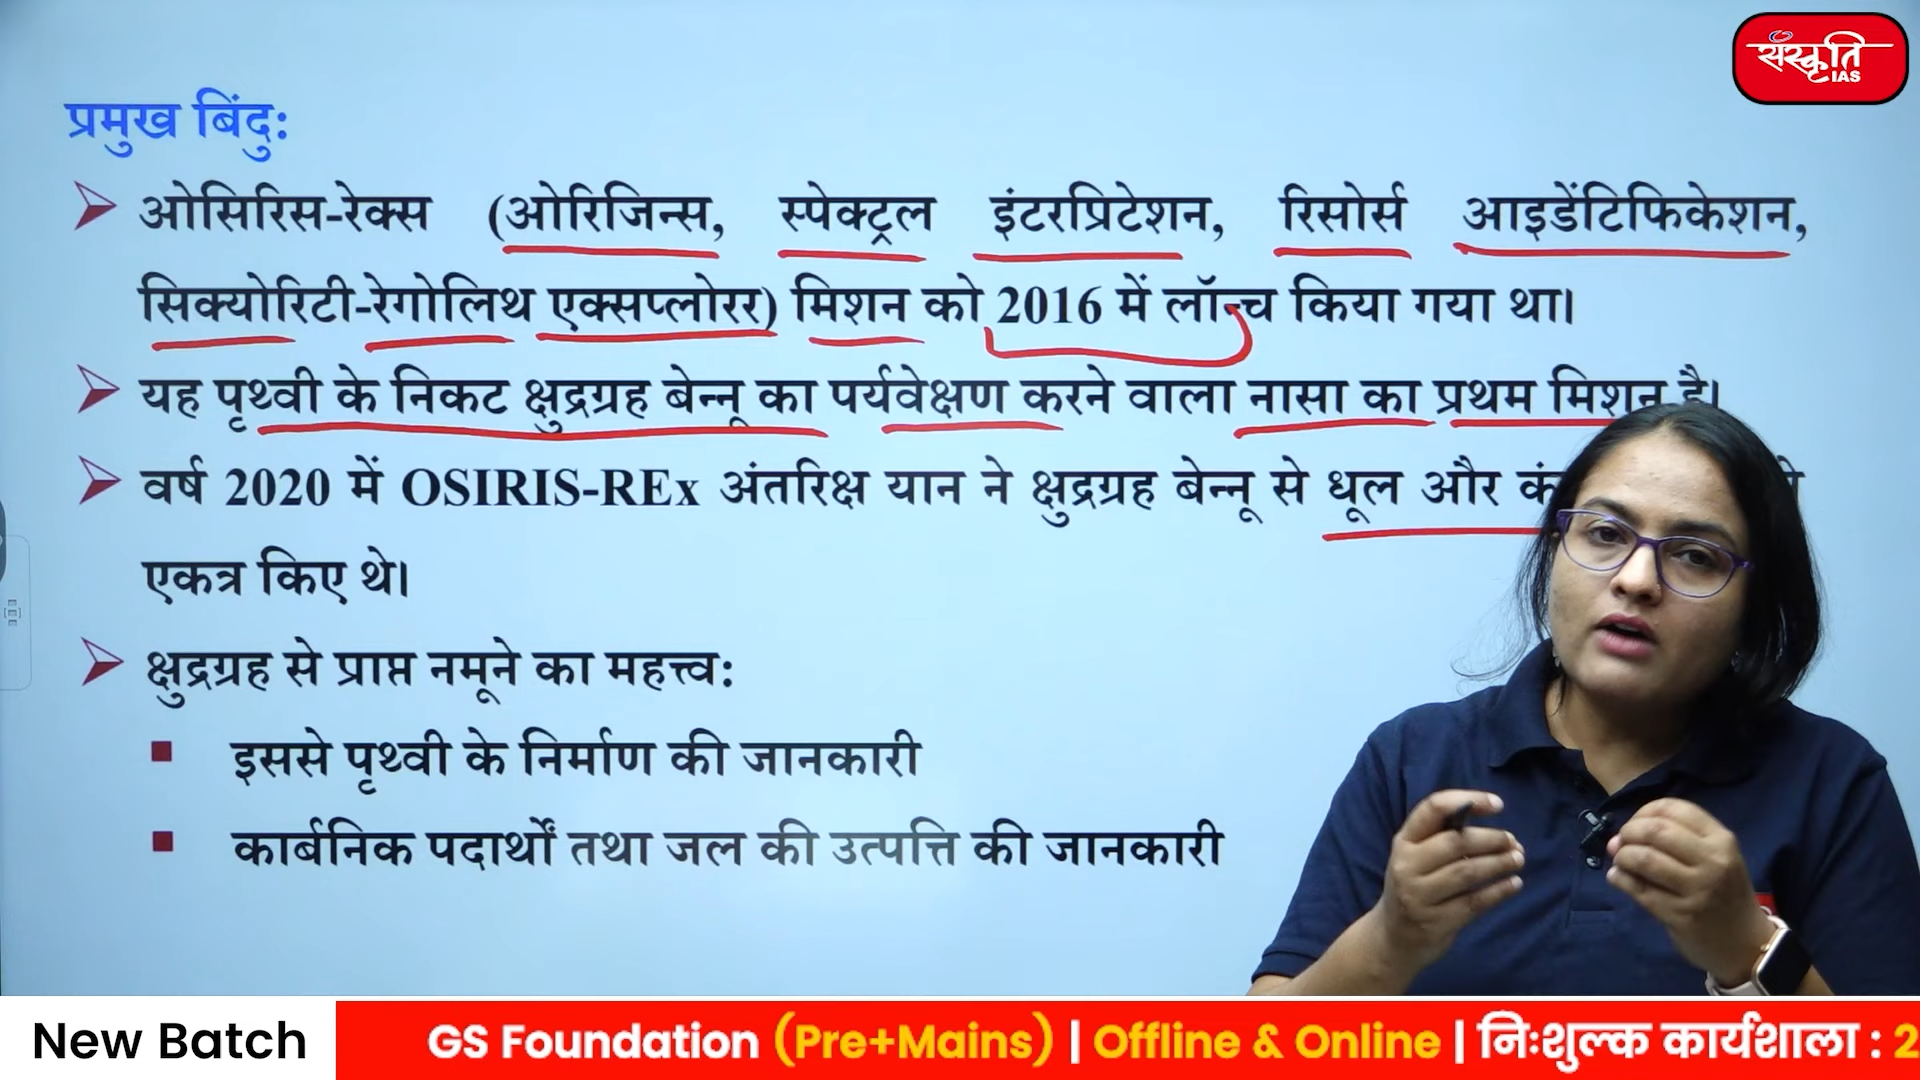 संस्कृति
IAS
प्रमुख बिंदु:
ओसिरिस-रेक्स (ओरिजिन्स, स्पेक्ट्रल इंटरप्रिटेशन, रिसोर्स आइडेंटिफिकेशन,
सिक्योरिटी-रेगोलिथ एक्सप्लोरर) मिशन को 2016 में लॉन्च किया गया था।
यह पृथ्वी के निकट क्षुद्रग्रह बेन्नू का पर्यवेक्षण करने वाला नासा का प्रथम मिशन है।
वर्ष 2020 में OSIRIS-REx अंतरिक्ष यान ने क्षुद्रग्रह बेन्नू से धूल और
एकत्र किए थे।
क्षुद्रग्रह से प्राप्त नमूने का महत्त्व:
इससे पृथ्वी के निर्माण की जानकारी
कार्बनिक पदार्थों तथा जल की उत्पत्ति की जानकारी
New Batch GS Foundation (Pre+Mains) | Offline & Online | निःशुल्क कार्यशाला : 2